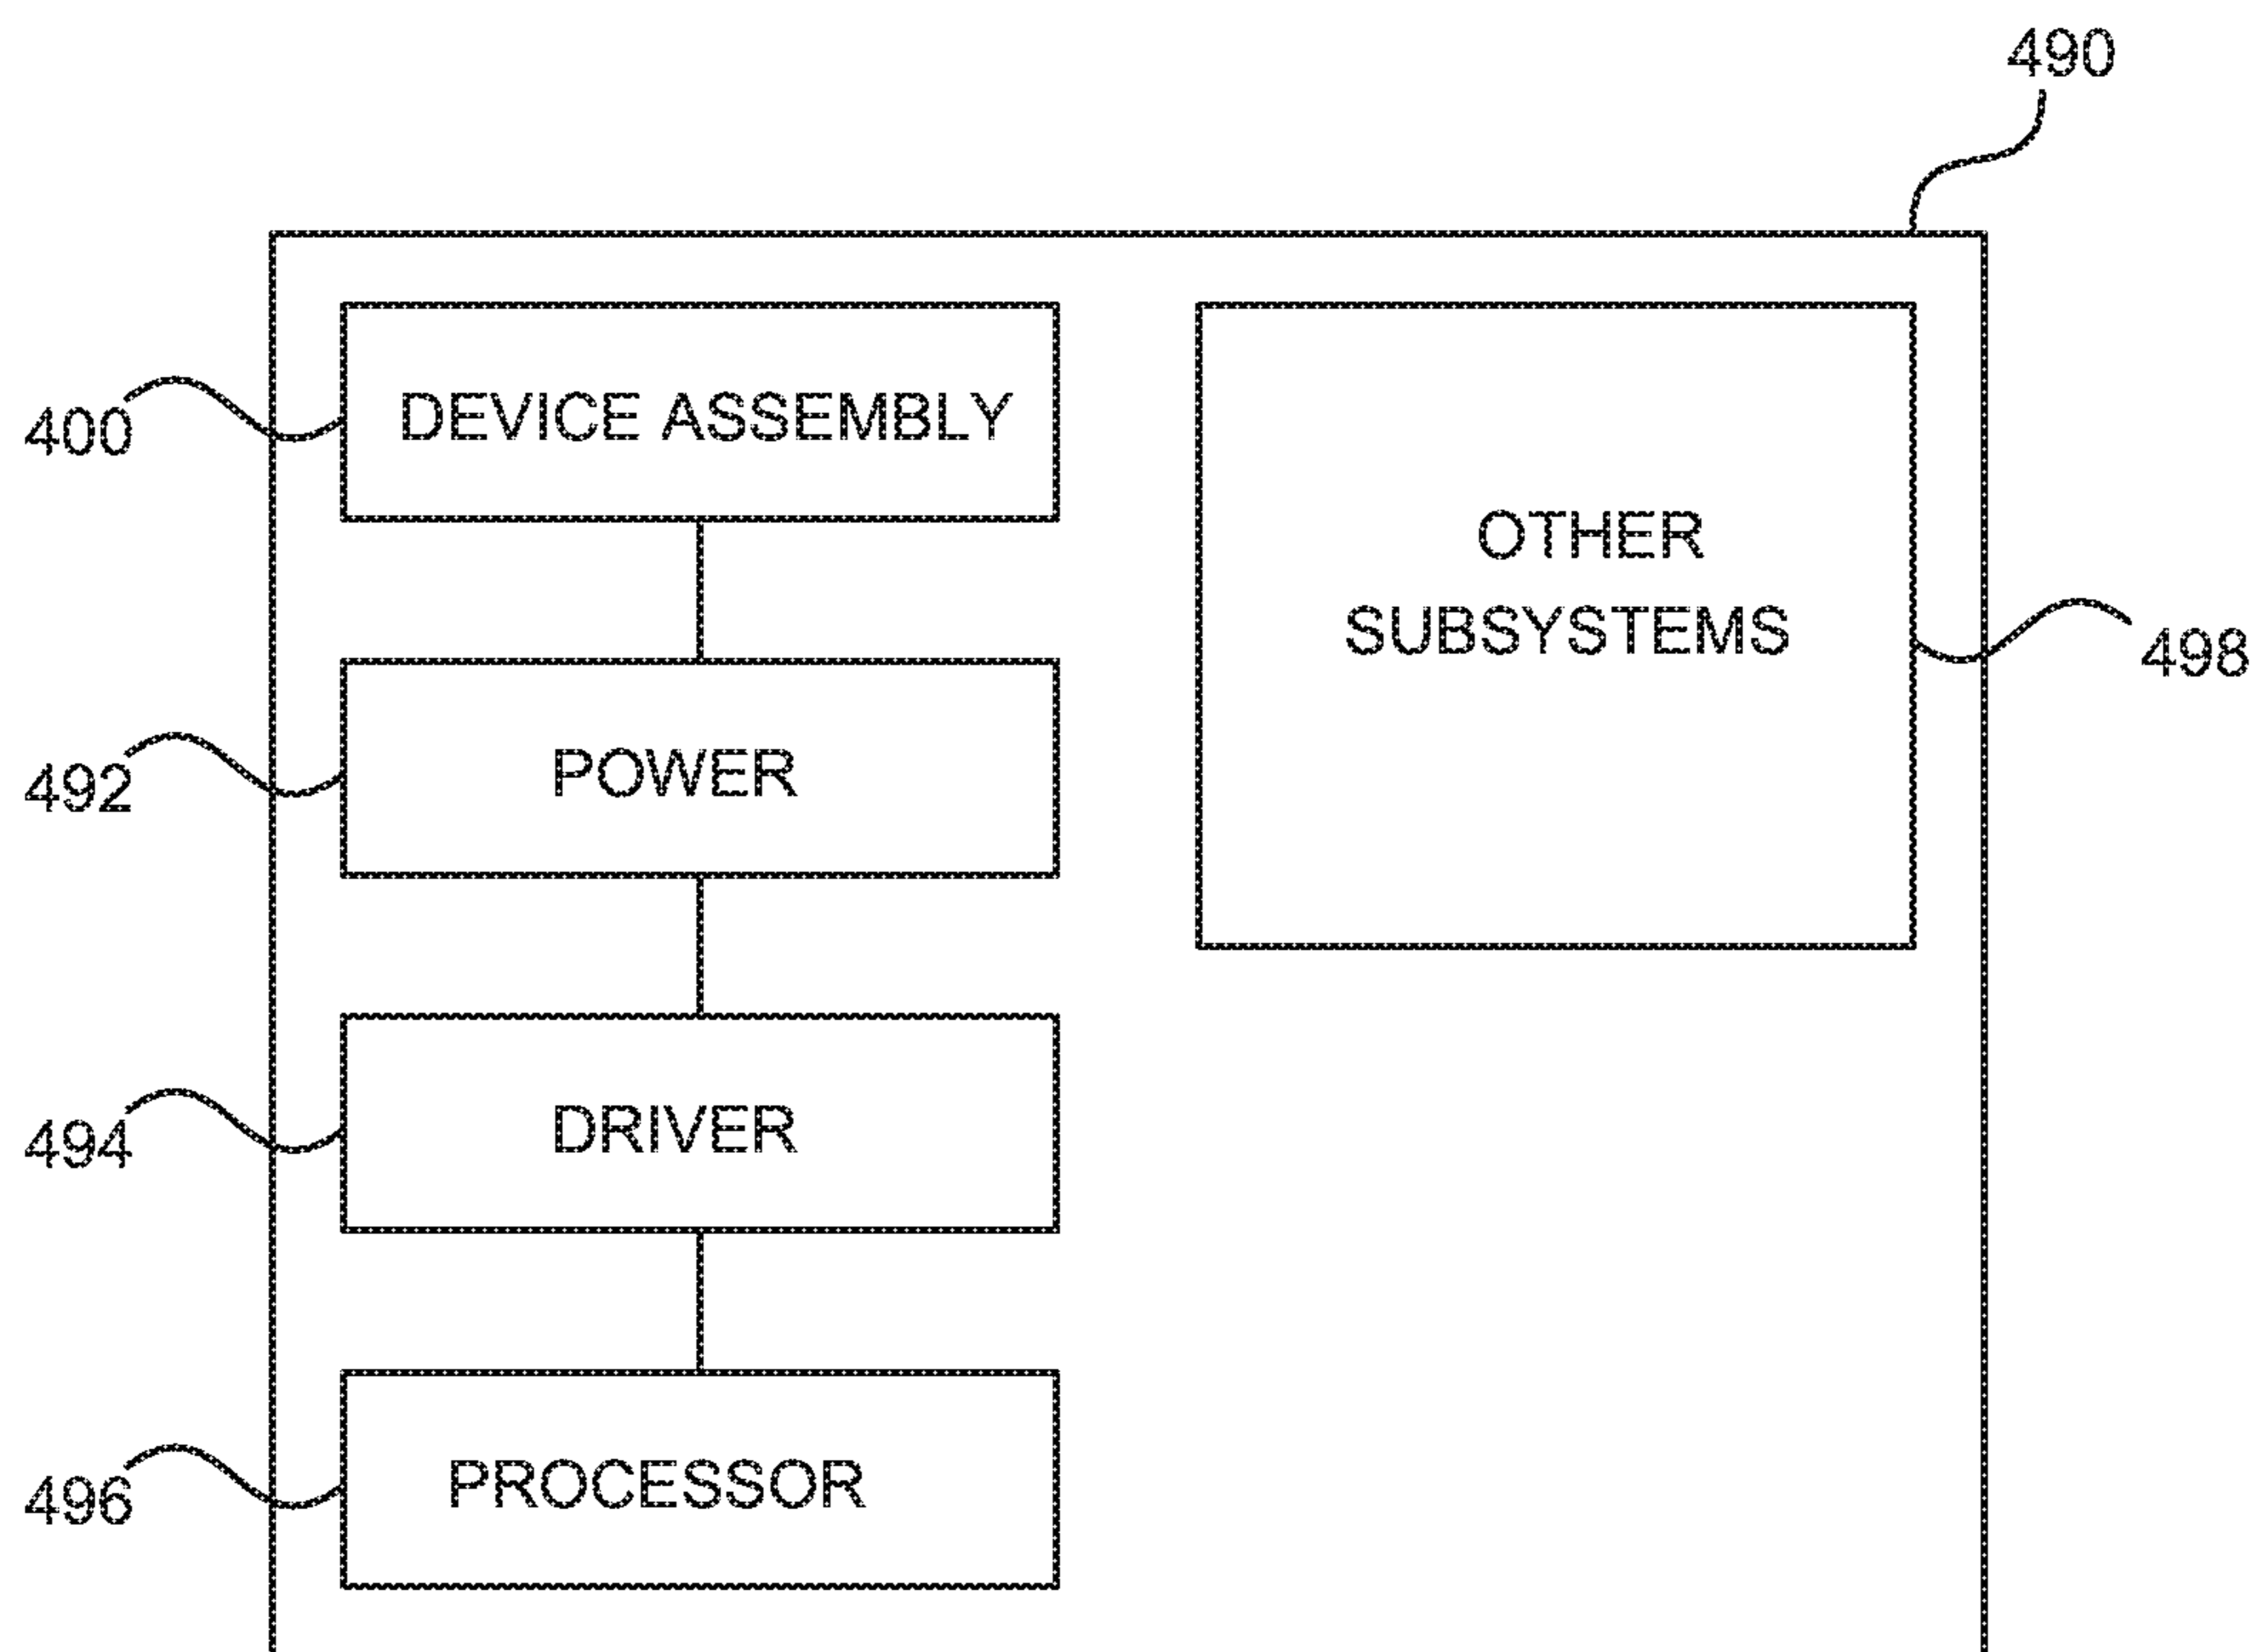 490
400
DEVICE ASSEMBLY
OTHER
SUBSYSTEMS
498
492
POWER
494
DRIVER
496
PROCESSOR